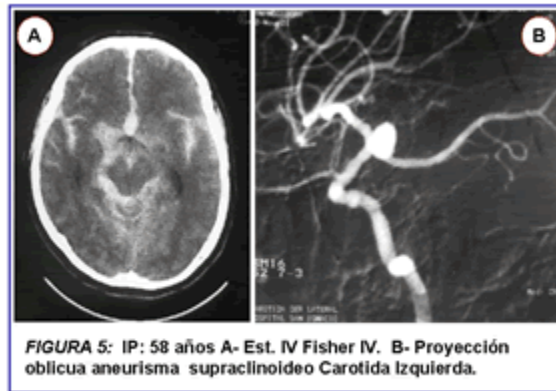 A
B
FIGURA 5: IP: 58 años A- Est. IV Fisher IV. B- Proyección
oblicua aneurisma supraclinoideo Carotida Izquierda.